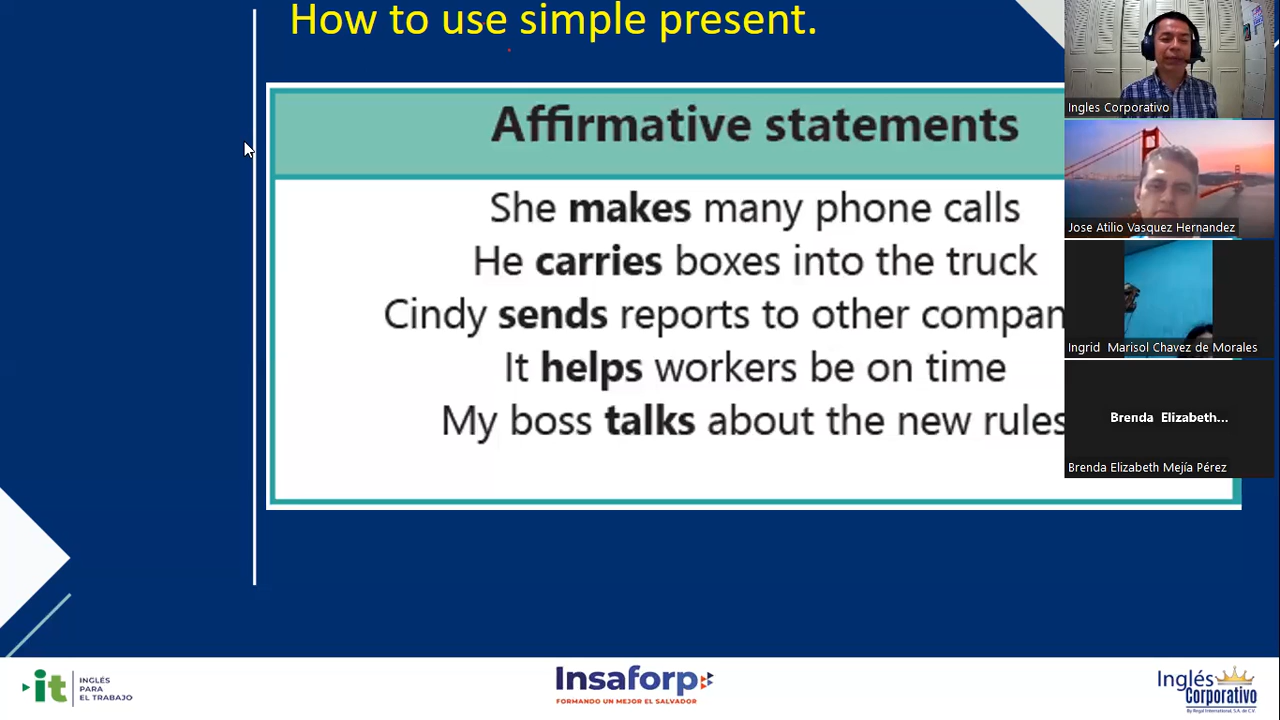 How to use simple present.
Affirmative statements
She makes many phone calls
He carries boxes into the truck
Cindy sends reports to other compan
It helps workers be on time
My boss talks about the new rules
Ingles Corporativo
Jose Atilio Vasquez Hernandez
Ingrid Marisol Chavez de Morales
Brenda Elizabeth...
Brenda Elizabeth Mejía Pérez
it
INGLÉS
PARA
EL TRABAJO
Insaforp
FORMANDO UN MEJOR EL SALVADOR
Inglés
Corporativo
By Regal International, S.A. de C.V.